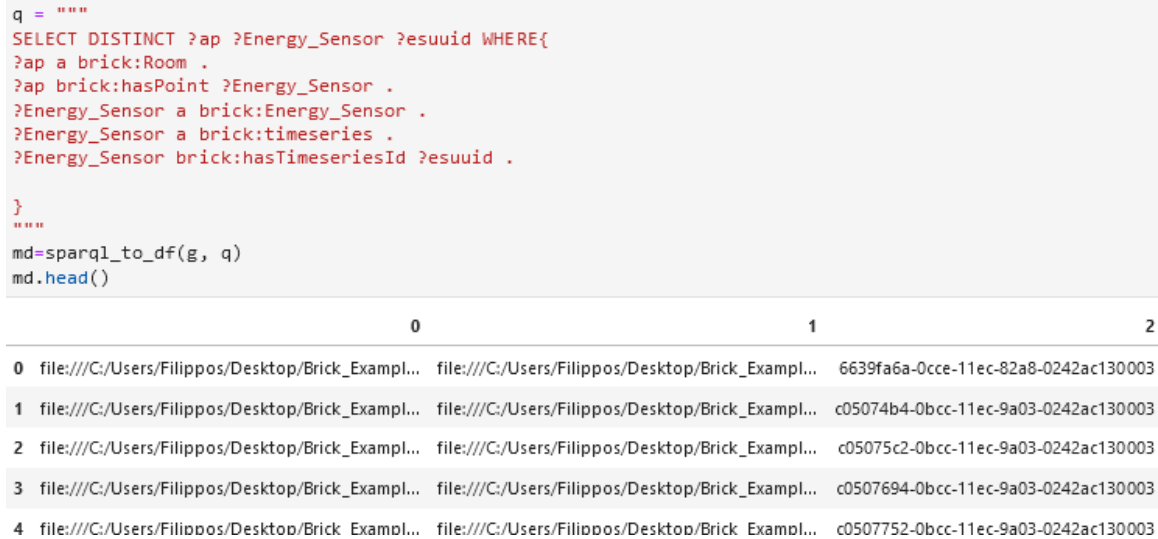 q = """
SELECT DISTINCT ?ap ?Energy_Sensor ?esuuid WHERE{
?ap a brick:Room .
?ap brick:hasPoint ?Energy_Sensor .
?Energy_Sensor a brick:Energy_Sensor .
?Energy_Sensor a brick:timeseries .
?Energy_Sensor brick:hasTimeseriesId ?esuuid .
}
"""
md=sparql_to_df(g, q)
md.head()
0 1 2
0 file:///C:/Users/Filippos/Desktop/Brick_Exampl... file:///C:/Users/Filippos/Desktop/Brick_Exampl... 6639fa6a-0cce-11ec-82a8-0242ac130003
1 file:///C:/Users/Filippos/Desktop/Brick_Exampl... file:///C:/Users/Filippos/Desktop/Brick_Exampl... c05074b4-0bcc-11ec-9a03-0242ac130003
2 file:///C:/Users/Filippos/Desktop/Brick_Exampl... file:///C:/Users/Filippos/Desktop/Brick_Exampl... c05075c2-0bcc-11ec-9a03-0242ac130003
3 file:///C:/Users/Filippos/Desktop/Brick_Exampl... file:///C:/Users/Filippos/Desktop/Brick_Exampl... c0507694-0bcc-11ec-9a03-0242ac130003
4 file:///C:/Users/Filippos/Desktop/Brick_Exampl... file:///C:/Users/Filippos/Desktop/Brick_Exampl... c0507752-0bcc-11ec-9a03-0242ac130003